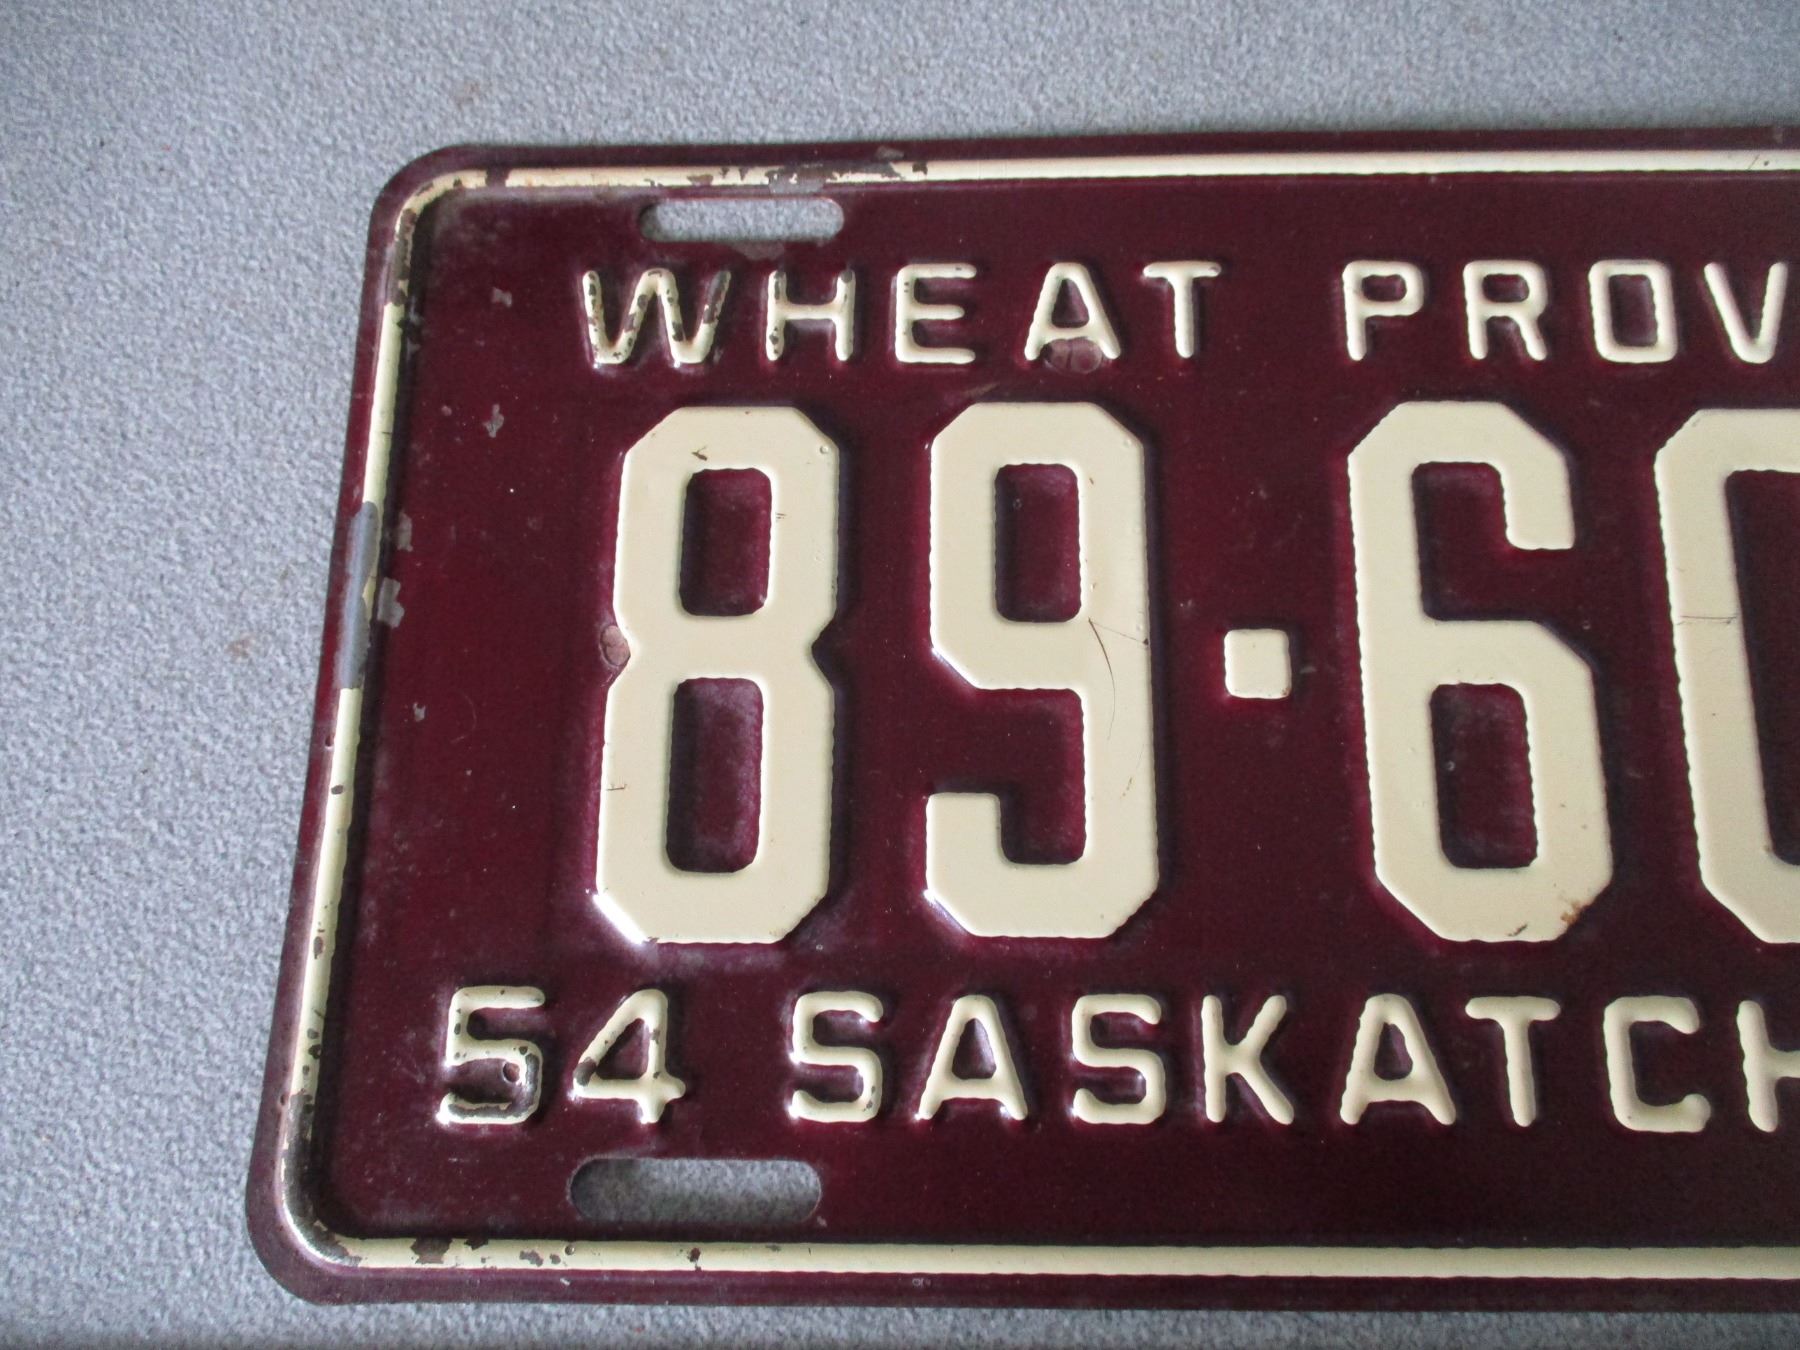 WHEAT PROV
89·6
54 SASKATCH